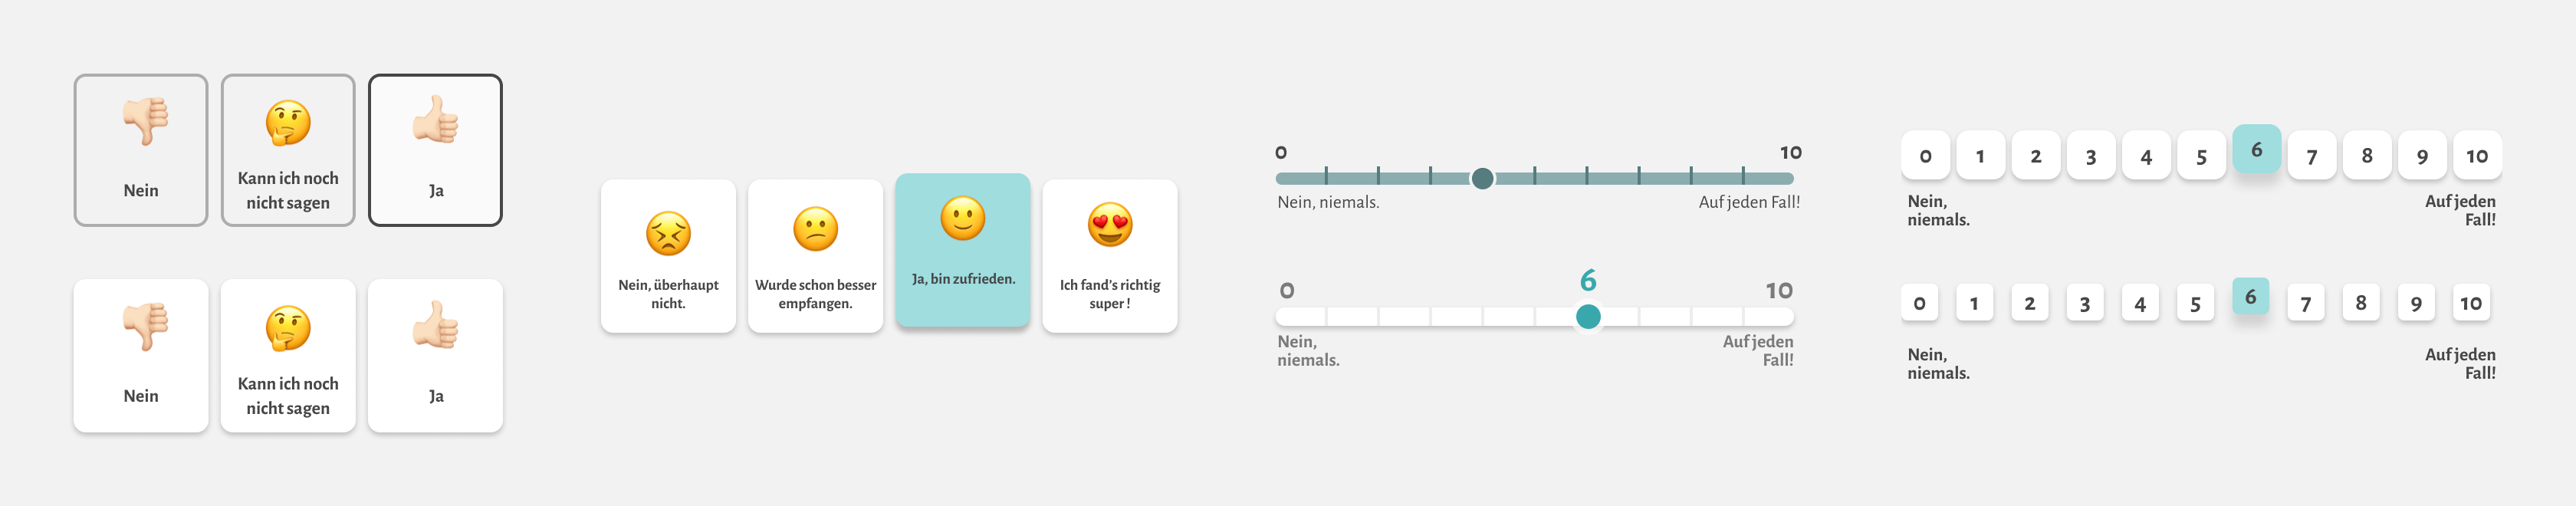 Nein
Kann ich noch
nicht sagen
Ja
Nein
Kann ich noch
nicht sagen
Ja
Nein, überhaupt
nicht.
Wurde schon besser
empfangen.
Ja, bin zufrieden.
Ich fand's richtig
super !
0 10
Nein, niemals. Auf jeden Fall!
6
0 10
Nein,
niemals.
Auf jeden
Fall!
0 1 2 3 4 5 6 7 8 9 10
Nein,
niemals.
Auf jeden
Fall!
0 1 2 3 4 5 6 7 8 9 10
Nein,
niemals.
Auf jeden
Fall!